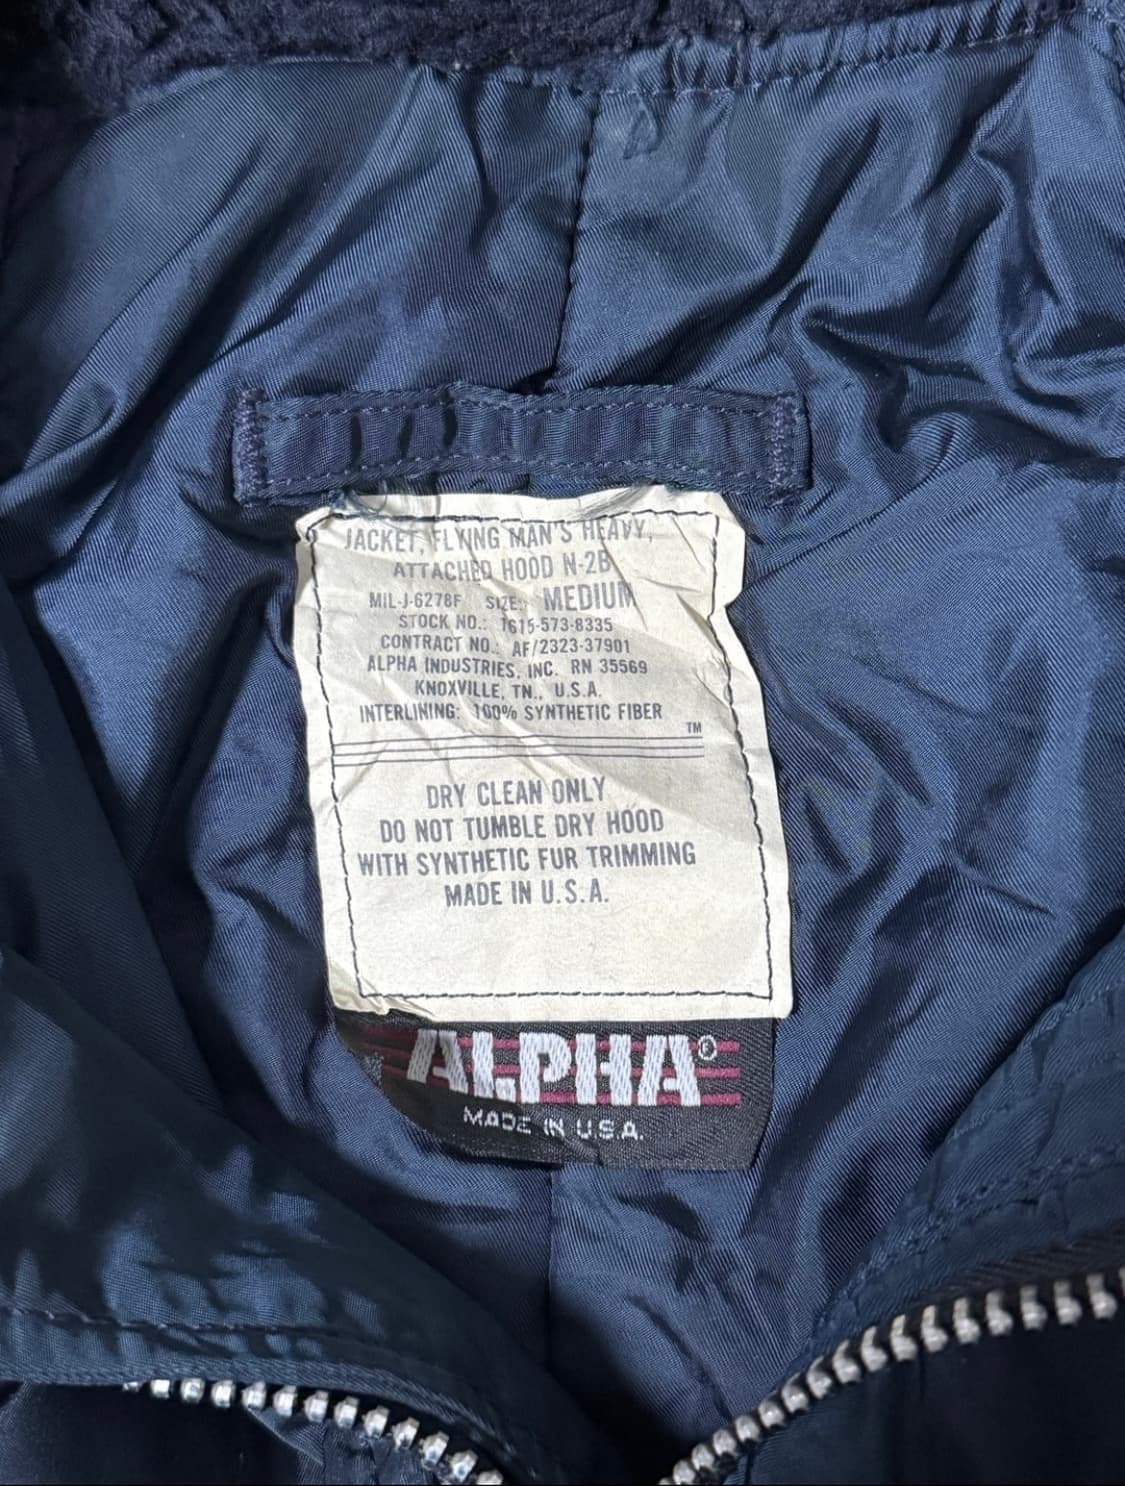 JACKET, FLYING MAN'S HEAVY,
ATTACHED HOOD N-2B
MIL-J-6278F SIZE: MEDIUM
STOCK NO.: 1615-573-8335
CONTRACT NO.: AF/2323-37901
ALPHA INDUSTRIES, INC. RN 35569
KNOXVILLE, TN., U.S.A.
INTERLINING: 100% SYNTHETIC FIBER
TM
DRY CLEAN ONLY
DO NOT TUMBLE DRY HOOD
WITH SYNTHETIC FUR TRIMMING
MADE IN U.S.A.
ALPHA®
MADE IN U.S.A.